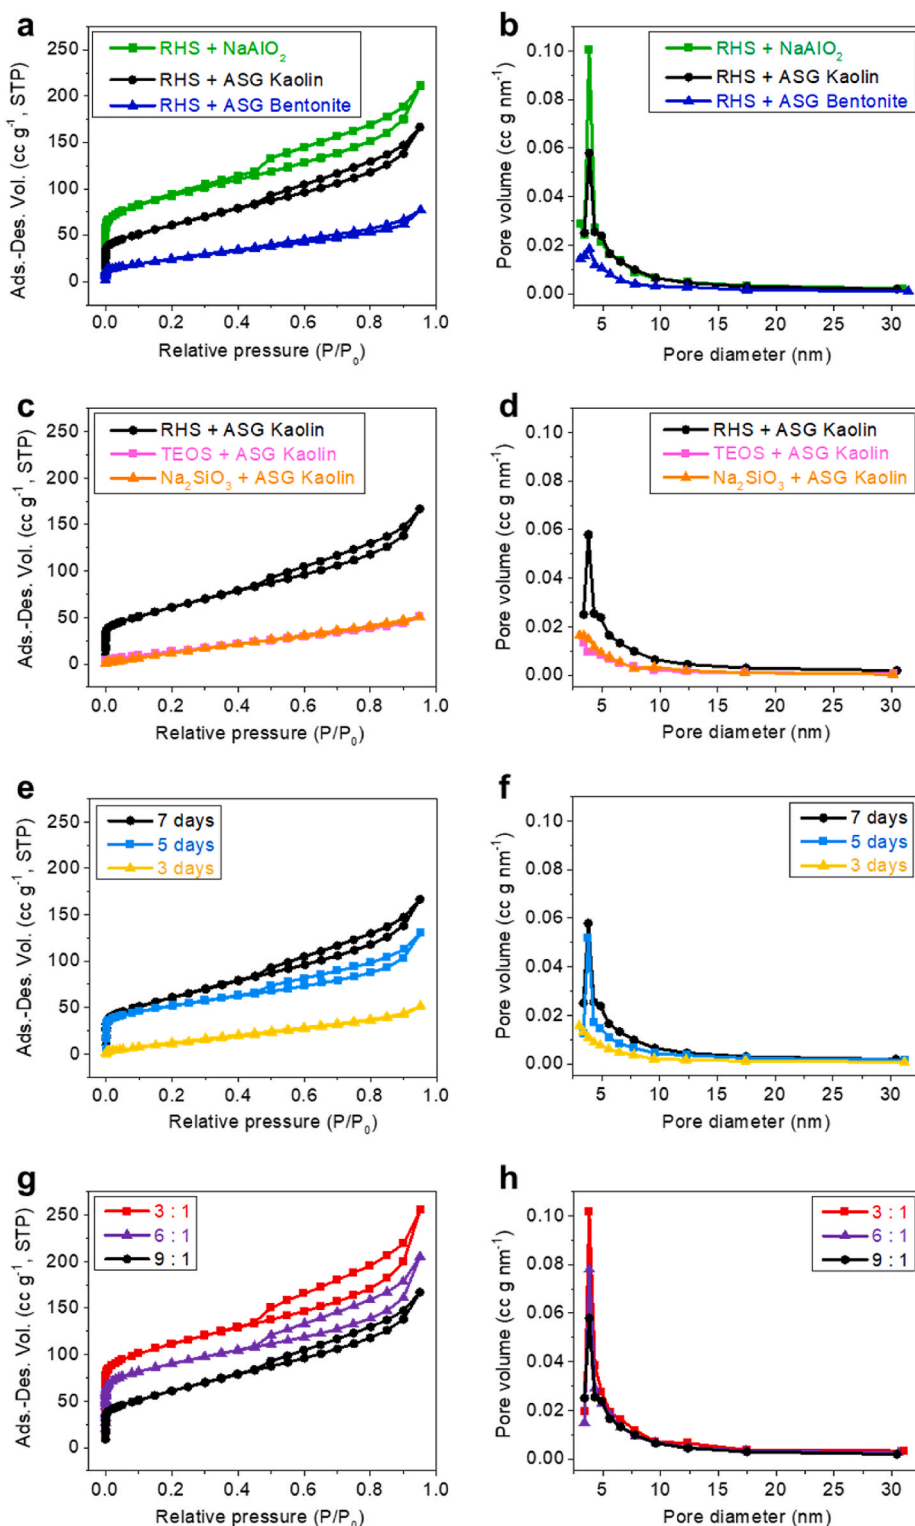 a
RHS + NaAlO₂
RHS + ASG Kaolin
RHS + ASG Bentonite
Ads.-Des. Vol. (cc g⁻¹, STP)
250
200
150
100
50
0
0.0 0.2 0.4 0.6 0.8 1.0
Relative pressure (P/P₀)
b
RHS + NaAlO₂
RHS + ASG Kaolin
RHS + ASG Bentonite
Pore volume (cc g nm⁻¹)
0.10
0.08
0.06
0.04
0.02
0.00
5 10 15 20 25 30
Pore diameter (nm)
c
RHS + ASG Kaolin
TEOS + ASG Kaolin
Na₂SiO₃ + ASG Kaolin
Ads.-Des. Vol. (cc g⁻¹, STP)
250
200
150
100
50
0
0.0 0.2 0.4 0.6 0.8 1.0
Relative pressure (P/P₀)
d
RHS + ASG Kaolin
TEOS + ASG Kaolin
Na₂SiO₃ + ASG Kaolin
Pore volume (cc g nm⁻¹)
0.10
0.08
0.06
0.04
0.02
0.00
5 10 15 20 25 30
Pore diameter (nm)
e
7 days
5 days
3 days
Ads.-Des. Vol. (cc g⁻¹, STP)
250
200
150
100
50
0
0.0 0.2 0.4 0.6 0.8 1.0
Relative pressure (P/P₀)
f
7 days
5 days
3 days
Pore volume (cc g nm⁻¹)
0.10
0.08
0.06
0.04
0.02
0.00
5 10 15 20 25 30
Pore diameter (nm)
g
3 : 1
6 : 1
9 : 1
Ads.-Des. Vol. (cc g⁻¹, STP)
250
200
150
100
50
0
0.0 0.2 0.4 0.6 0.8 1.0
Relative pressure (P/P₀)
h
3 : 1
6 : 1
9 : 1
Pore volume (cc g nm⁻¹)
0.10
0.08
0.06
0.04
0.02
0.00
5 10 15 20 25 30
Pore diameter (nm)